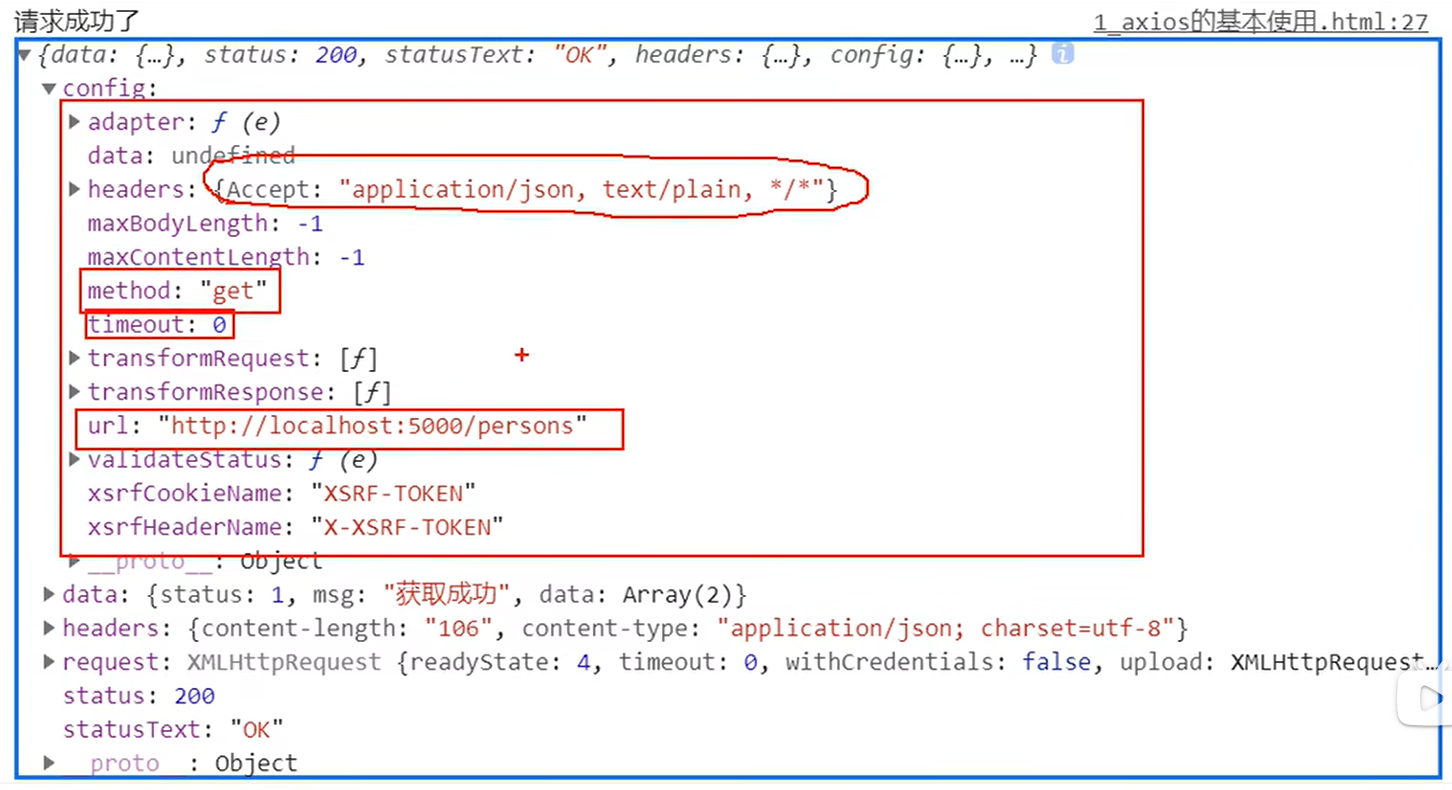 请求成功了 1_axios的基本使用.html:27
▼{data: {…}, status: 200, statusText: "OK", headers: {…}, config: {…}, …} i
▼config:
▶adapter: ƒ (e)
data: undefined
▶headers: {Accept: "application/json, text/plain, */*"}
maxBodyLength: -1
maxContentLength: -1
method: "get"
timeout: 0
▶transformRequest: [ƒ]
▶transformResponse: [ƒ]
url: "http://localhost:5000/persons"
▶validateStatus: ƒ (e)
xsrfCookieName: "XSRF-TOKEN"
xsrfHeaderName: "X-XSRF-TOKEN"
▶__proto__: Object
▶data: {status: 1, msg: "获取成功", data: Array(2)}
▶headers: {content-length: "106", content-type: "application/json; charset=utf-8"}
▶request: XMLHttpRequest {readyState: 4, timeout: 0, withCredentials: false, upload: XMLHttpRequest…
status: 200
statusText: "OK"
▶__proto__: Object